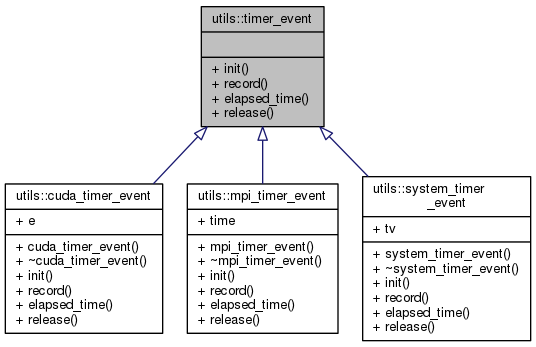 utils::timer_event
+ init()
+ record()
+ elapsed_time()
+ release()
utils::cuda_timer_event
+ e
+ cuda_timer_event()
+ ~cuda_timer_event()
+ init()
+ record()
+ elapsed_time()
+ release()
utils::mpi_timer_event
+ time
+ mpi_timer_event()
+ ~mpi_timer_event()
+ init()
+ record()
+ elapsed_time()
+ release()
utils::system_timer
_event
+ tv
+ system_timer_event()
+ ~system_timer_event()
+ init()
+ record()
+ elapsed_time()
+ release()